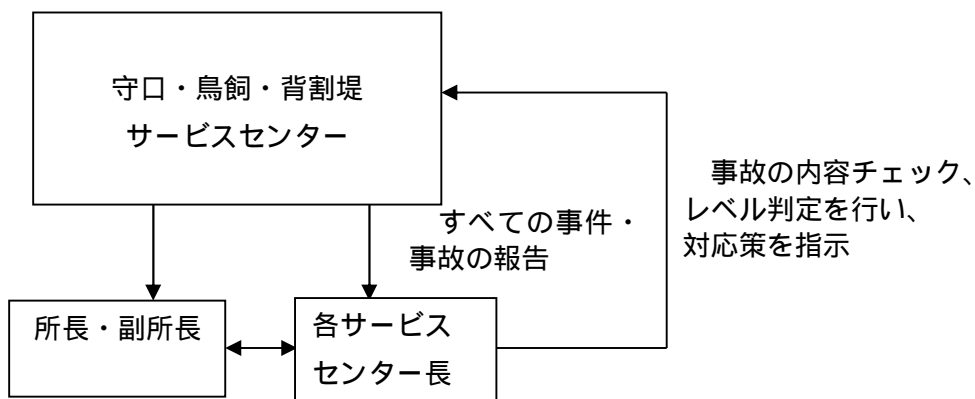 守口・鳥飼・背割堤
サービスセンター
すべての事件・
事故の報告
事故の内容チェック、
レベル判定を行い、
対応策を指示
所長・副所長
各サービス
センター長